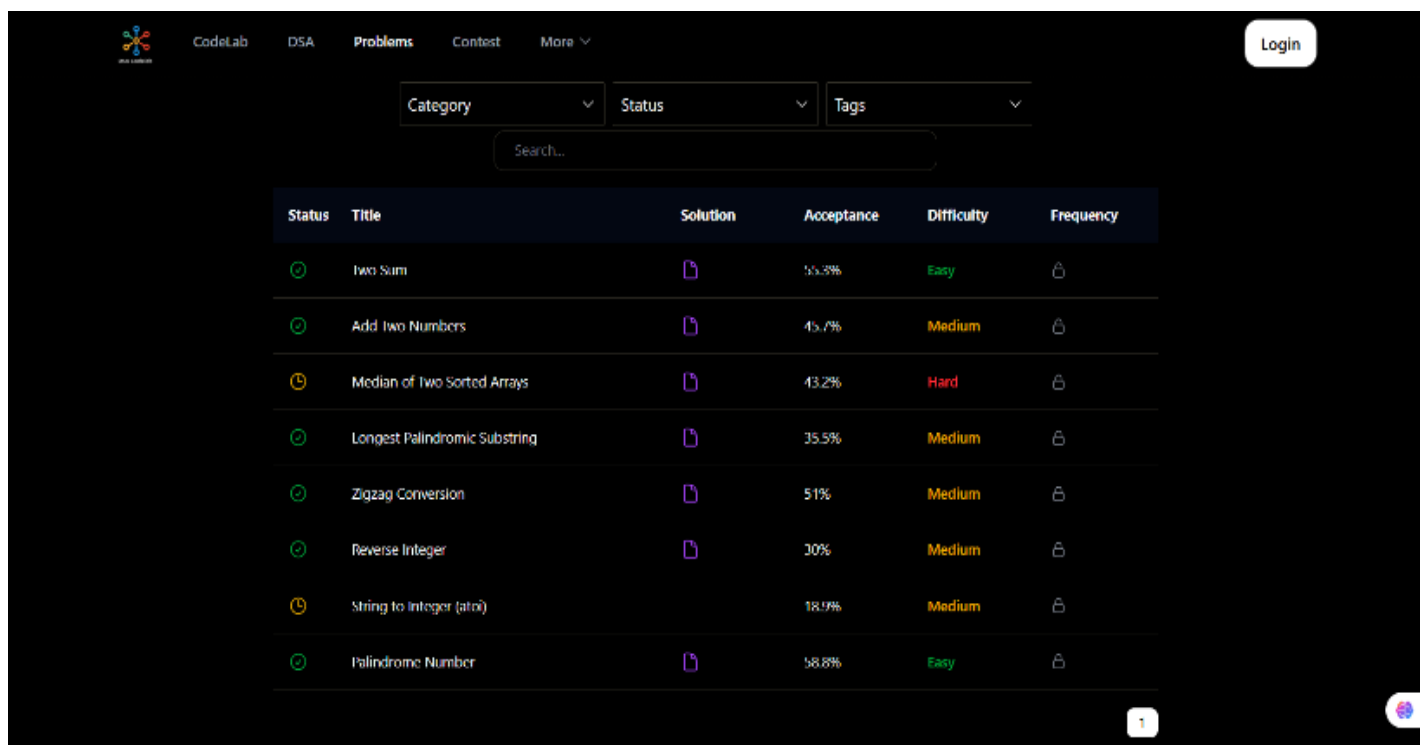 CodeLab DSA Problems Contest More Login
Category Status Tags
Search...
Status Title Solution Acceptance Difficulty Frequency
Two Sum 55.3% Easy
Add Two Numbers 45.7% Medium
Median of Two Sorted Arrays 43.2% Hard
Longest Palindromic Substring 35.5% Medium
Zigzag Conversion 51% Medium
Reverse Integer 30% Medium
String to Integer (atoi) 18.9% Medium
Palindrome Number 58.8% Easy
1